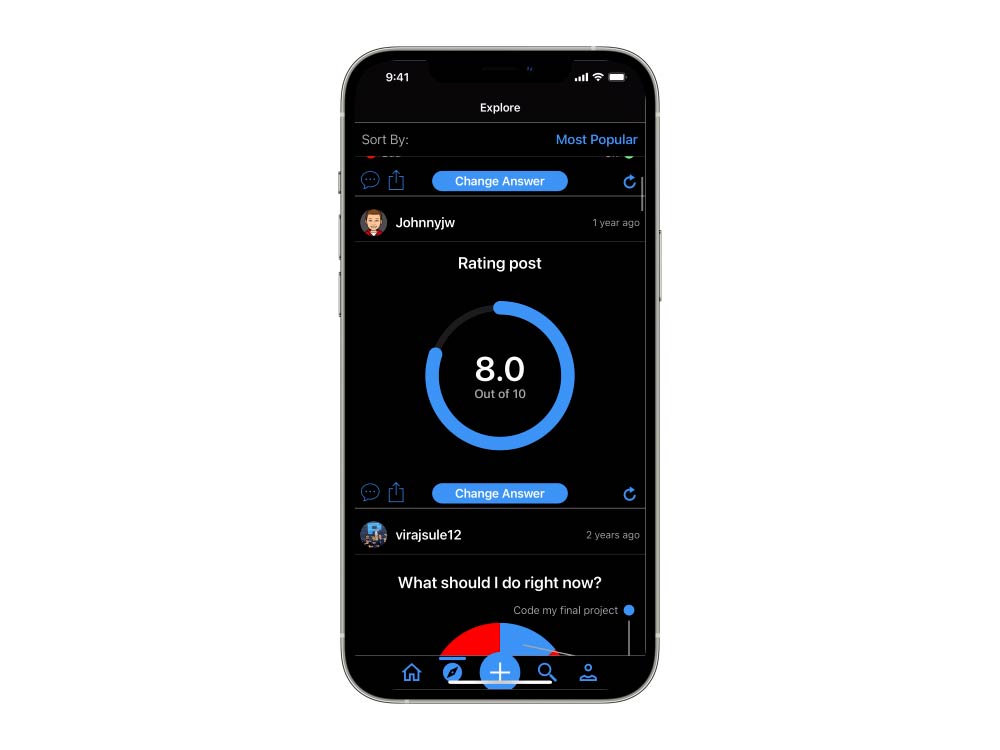 9:41
Explore
Sort By: Most Popular
Change Answer
Johnnyjw 1 year ago
Rating post
8.0
Out of 10
Change Answer
virajsule12 2 years ago
What should I do right now?
Code my final project